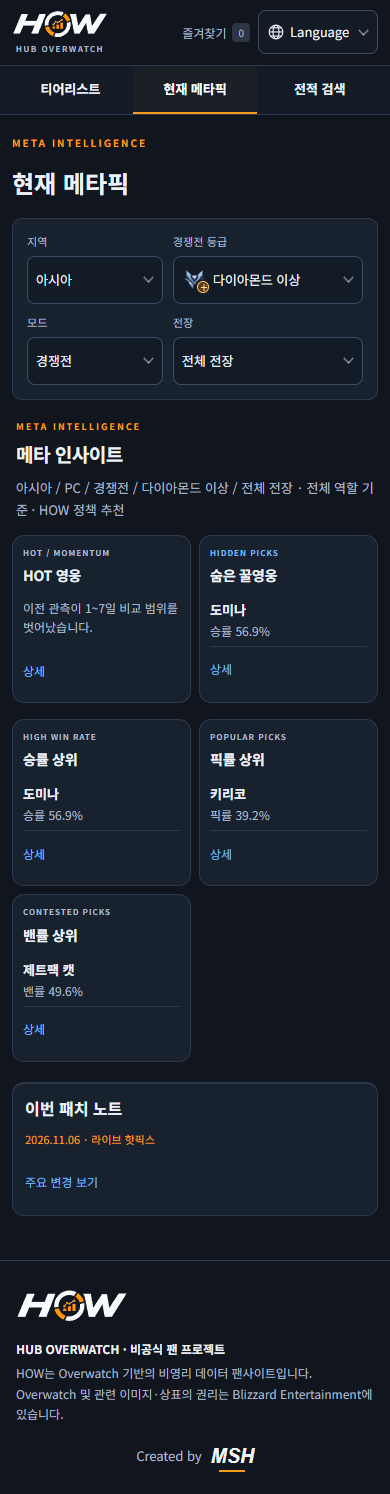 HOW
HUB OVERWATCH
즐겨찾기 0
Language
티어리스트 현재 메타픽 전적 검색
META INTELLIGENCE
현재 메타픽
지역 경쟁전 등급
아시아 다이아몬드 이상
모드 전장
경쟁전 전체 전장
META INTELLIGENCE
메타 인사이트
아시아 / PC / 경쟁전 / 다이아몬드 이상 / 전체 전장 · 전체 역할 기
준 · HOW 정책 추천
HOT / MOMENTUM
HOT 영웅
이전 관측이 1~7일 비교 범위를
벗어났습니다.
상세
HIDDEN PICKS
숨은 꿀영웅
도미나
승률 56.9%
상세
HIGH WIN RATE
승률 상위
도미나
승률 56.9%
상세
POPULAR PICKS
픽률 상위
키리코
픽률 39.2%
상세
CONTESTED PICKS
밴률 상위
제트팩 캣
밴률 49.6%
상세
이번 패치 노트
2026.11.06 · 라이브 핫픽스
주요 변경 보기
HOW
HUB OVERWATCH · 비공식 팬 프로젝트
HOW는 Overwatch 기반의 비영리 데이터 팬사이트입니다.
Overwatch 및 관련 이미지·상표의 권리는 Blizzard Entertainment에
있습니다.
Created by MSH